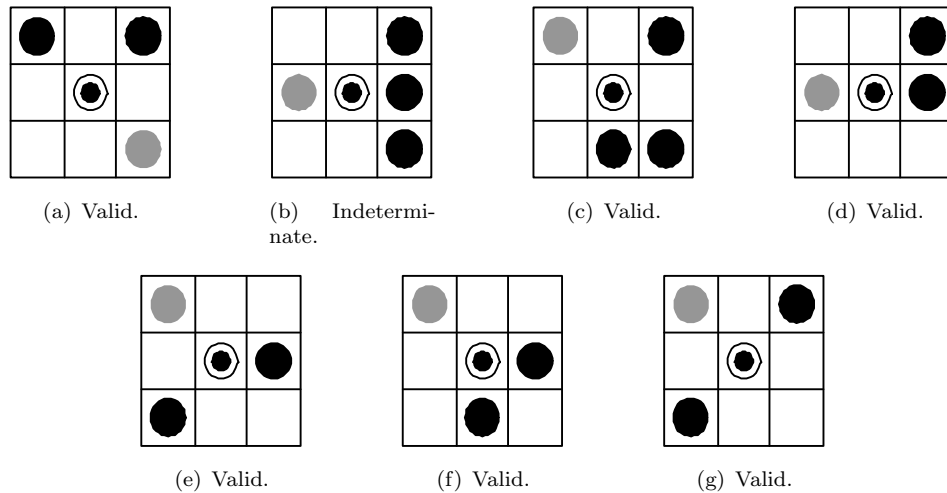 (a) Valid.
(b) Indetermi-
nate.
(c) Valid.
(d) Valid.
(e) Valid.
(f) Valid.
(g) Valid.